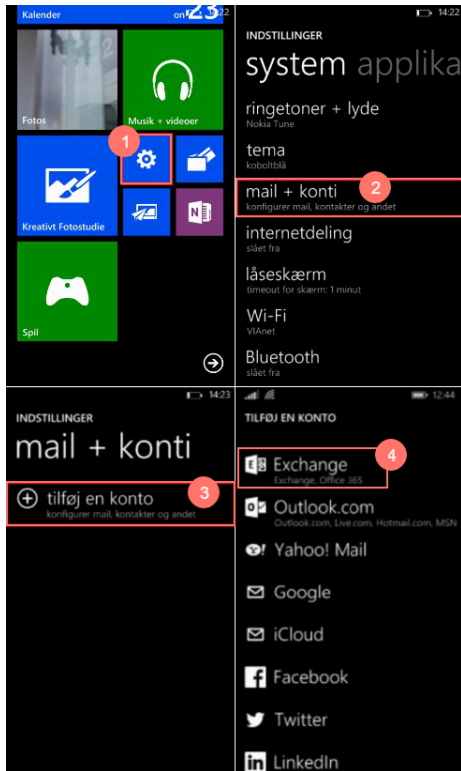 Kalender
on 23
14:22
Fotos
Musik + videoer
1
Kreativt Fotostudie
N
Spil
14:22
INDSTILLINGER
system applika
ringetoner + lyde
Nokia Tune
tema
koboltblå
mail + konti
2
konfigurer mail, kontakter og andet
internetdeling
slået fra
låseskærm
timeout for skærm: 1 minut
Wi-Fi
VIAnet
Bluetooth
slået fra
14:23
INDSTILLINGER
mail + konti
tilføj en konto
3
konfigurer mail, kontakter og andet
12:44
TILFØJ EN KONTO
4
Exchange
Exchange, Office 365
Outlook.com
Outlook.com, Live.com, Hotmail.com, MSN
Yahoo! Mail
Google
iCloud
Facebook
Twitter
LinkedIn